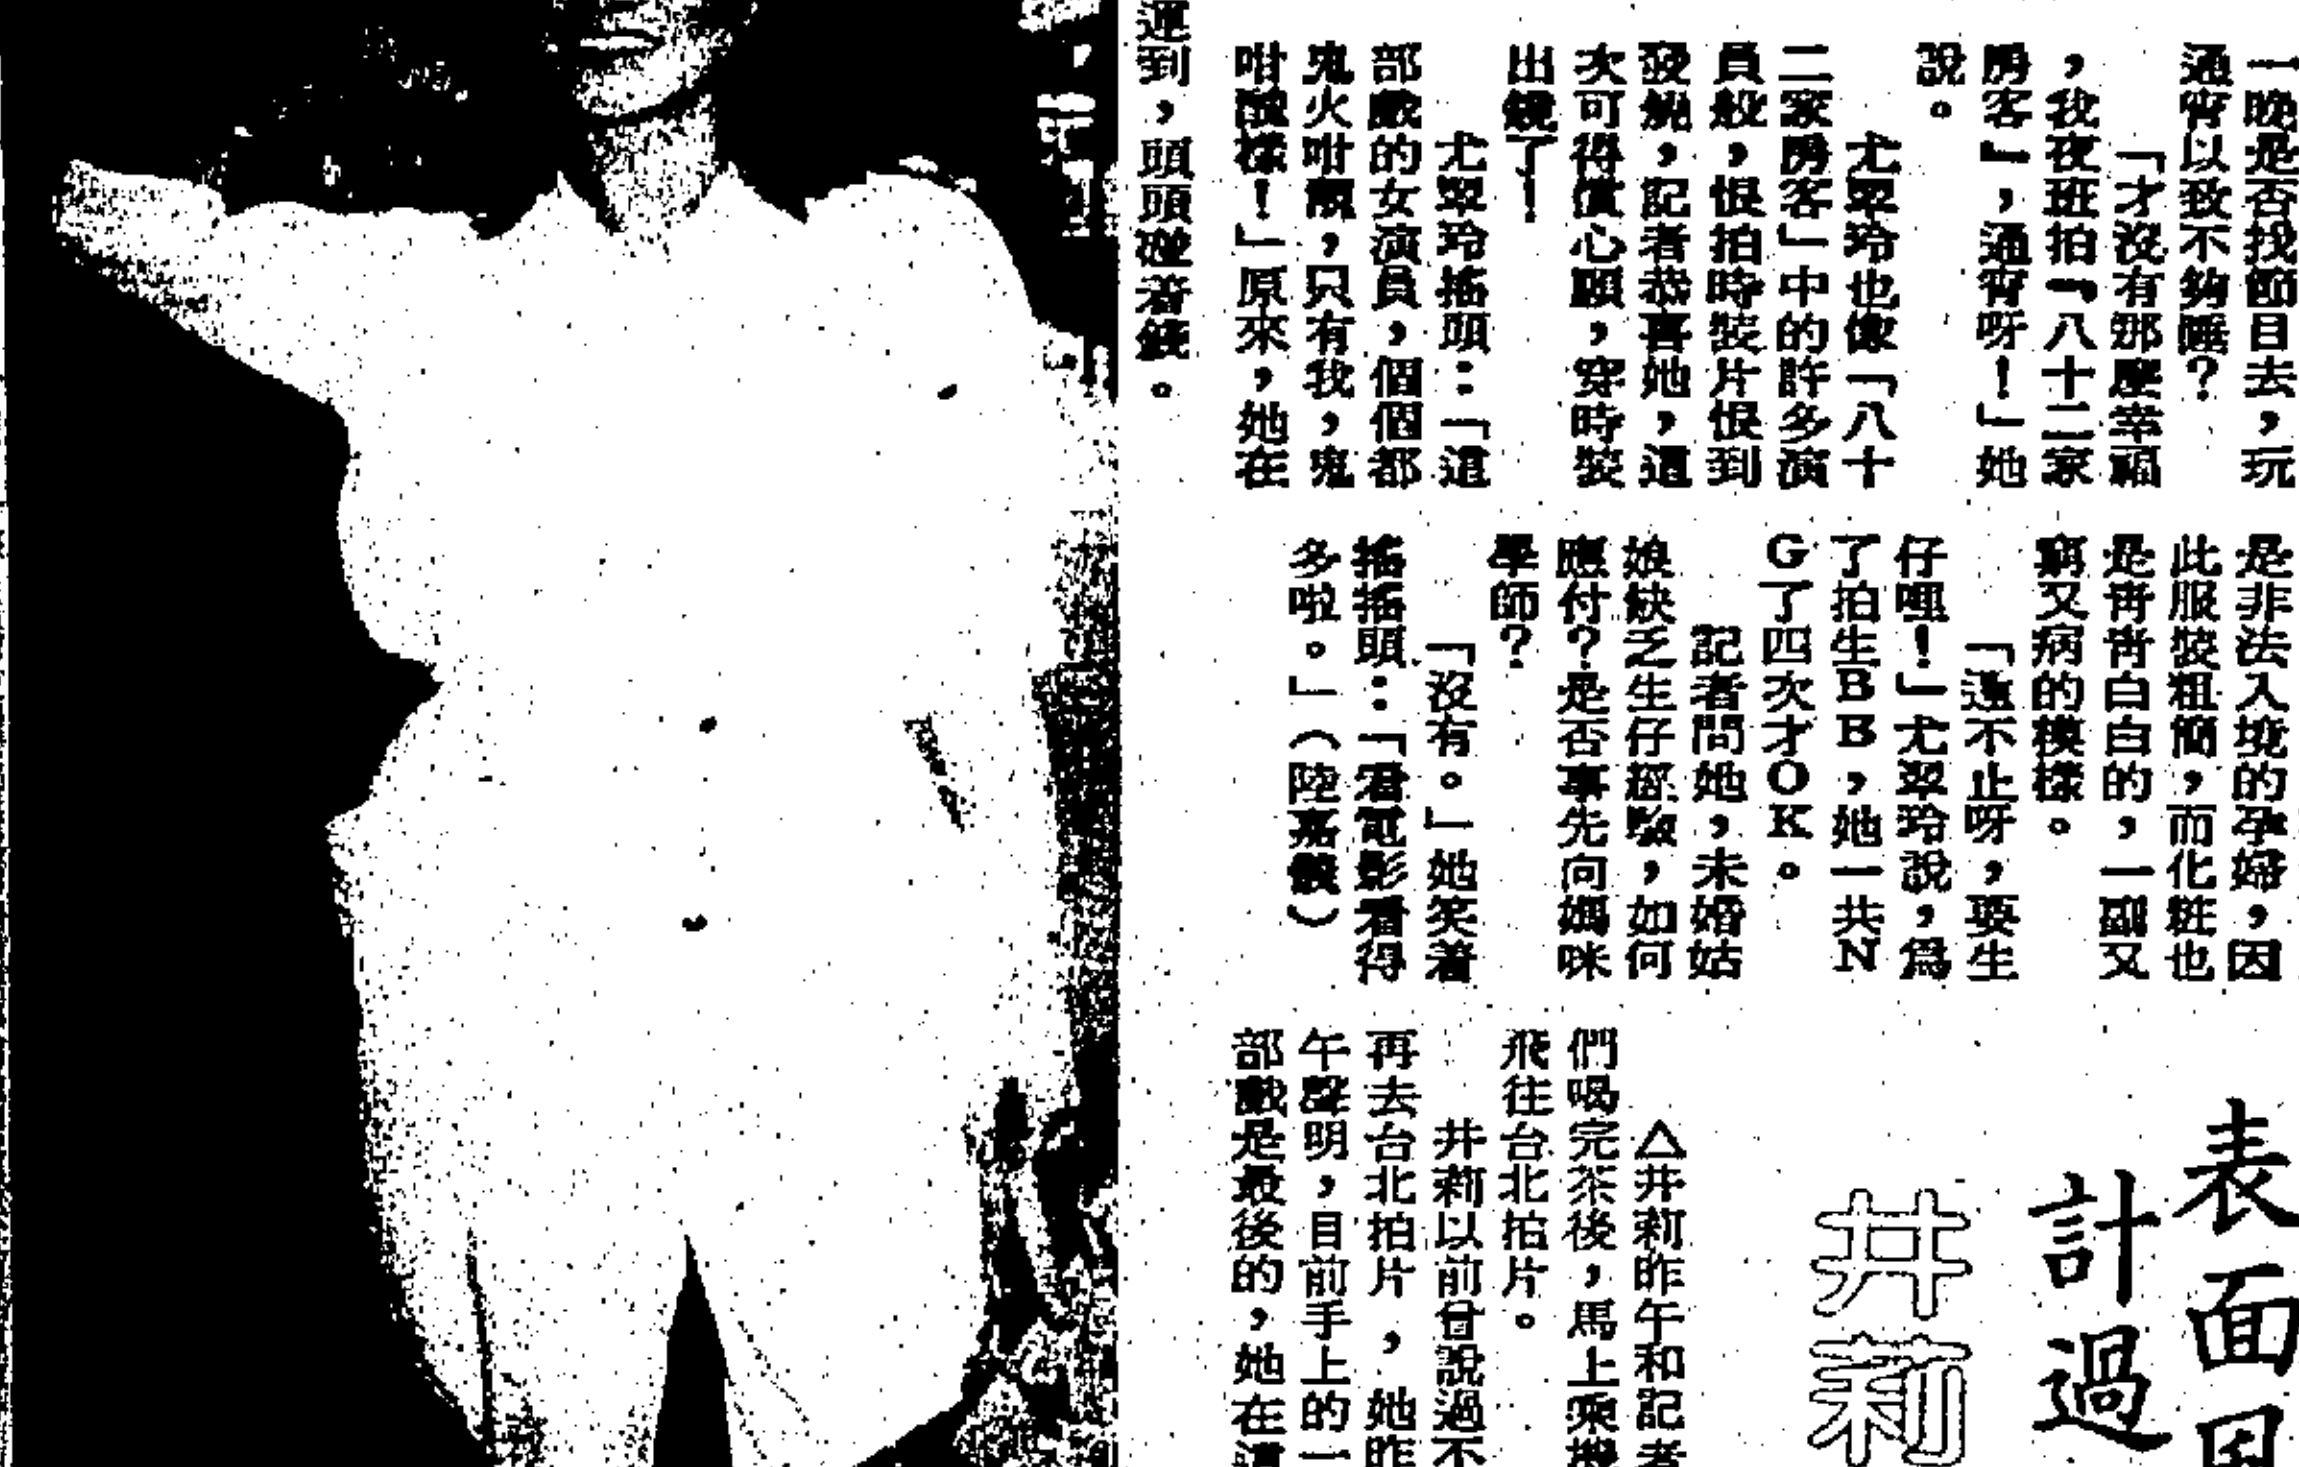 一晚是否找節目去,玩
通宵以致不夠睡?
「才沒有那麼幸福
,我夜班拍『八十二家
房客』,通宵呀!」她
說。
尤翠玲也像「八十
二家房客」中的許多演
員般,恨拍時裝片恨到
發燒,記者恭喜她,這
次可得償心願,穿時裝
出鏡了!
尤翠玲搖頭:「這
部戲的女演員,個個都
鬼火咁靚,只有我,鬼
咁樣!」原來,她在
運到,頭頭碰着錢。
是非法入境的孕婦,因
此服裝粗簡,而化粧也
是青青白白的,一副又
窮又病的模樣。
「還不止呀,要生
仔哩!」尤翠玲說,爲
了拍生BB,她一共N
G了四次才OK。
記者問她,未婚姑
娘缺乏生仔經驗,如何
應付?是否事先向媽咪
學師?
「沒有。」她笑着
搖搖頭:「君電影看得
多啦。」(陸嘉)
表面
計過
井莉
△井莉昨午和記者
們喝完茶後,馬上乘機
飛往台北拍片。
井莉以前曾說過不
再去台北拍片,她昨
午聲明,目前手上的一
部戲是最後的,她在這